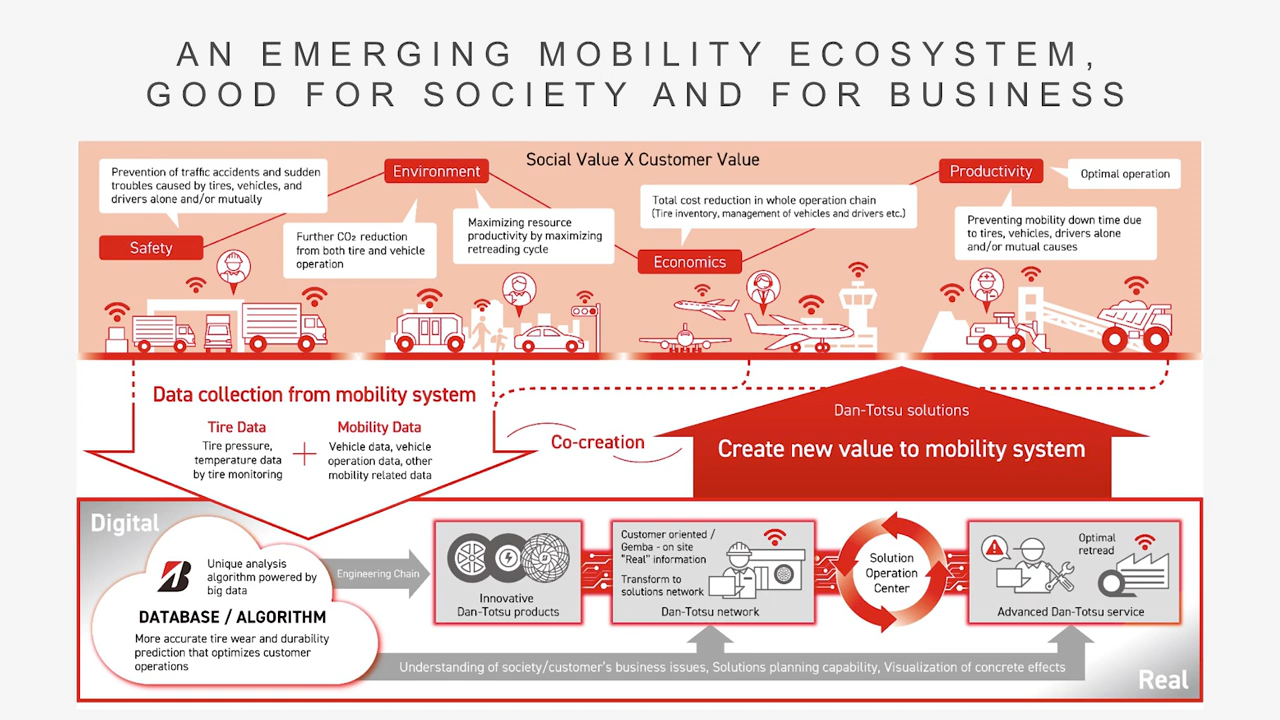 AN EMERGING MOBILITY ECOSYSTEM,
GOOD FOR SOCIETY AND FOR BUSINESS
Social Value X Customer Value
Prevention of traffic accidents and sudden
troubles caused by tires, vehicles, and
drivers alone and/or mutually
Safety
Environment
Further CO₂ reduction
from both tire and vehicle
operation
Maximizing resource
productivity by maximizing
retreading cycle
Total cost reduction in whole operation chain
(Tire inventory, management of vehicles and drivers etc.)
Economics
Productivity
Optimal operation
Preventing mobility down time due
to tires, vehicles, drivers alone
and/or mutual causes
Data collection from mobility system
Tire Data
Tire pressure,
temperature data
by tire monitoring
+
Mobility Data
Vehicle data, vehicle
operation data, other
mobility related data
Co-creation
Dan-Totsu solutions
Create new value to mobility system
Digital
B
Unique analysis
algorithm powered by
big data
DATABASE / ALGORITHM
More accurate tire wear and durability
prediction that optimizes customer
operations
Engineering Chain
Innovative
Dan-Totsu products
Customer oriented /
Gemba - on site
"Real" information
Transform to
solutions network
Dan-Totsu network
Solution
Operation
Center
Optimal
retread
Advanced Dan-Totsu service
Understanding of society/customer's business issues, Solutions planning capability, Visualization of concrete effects
Real